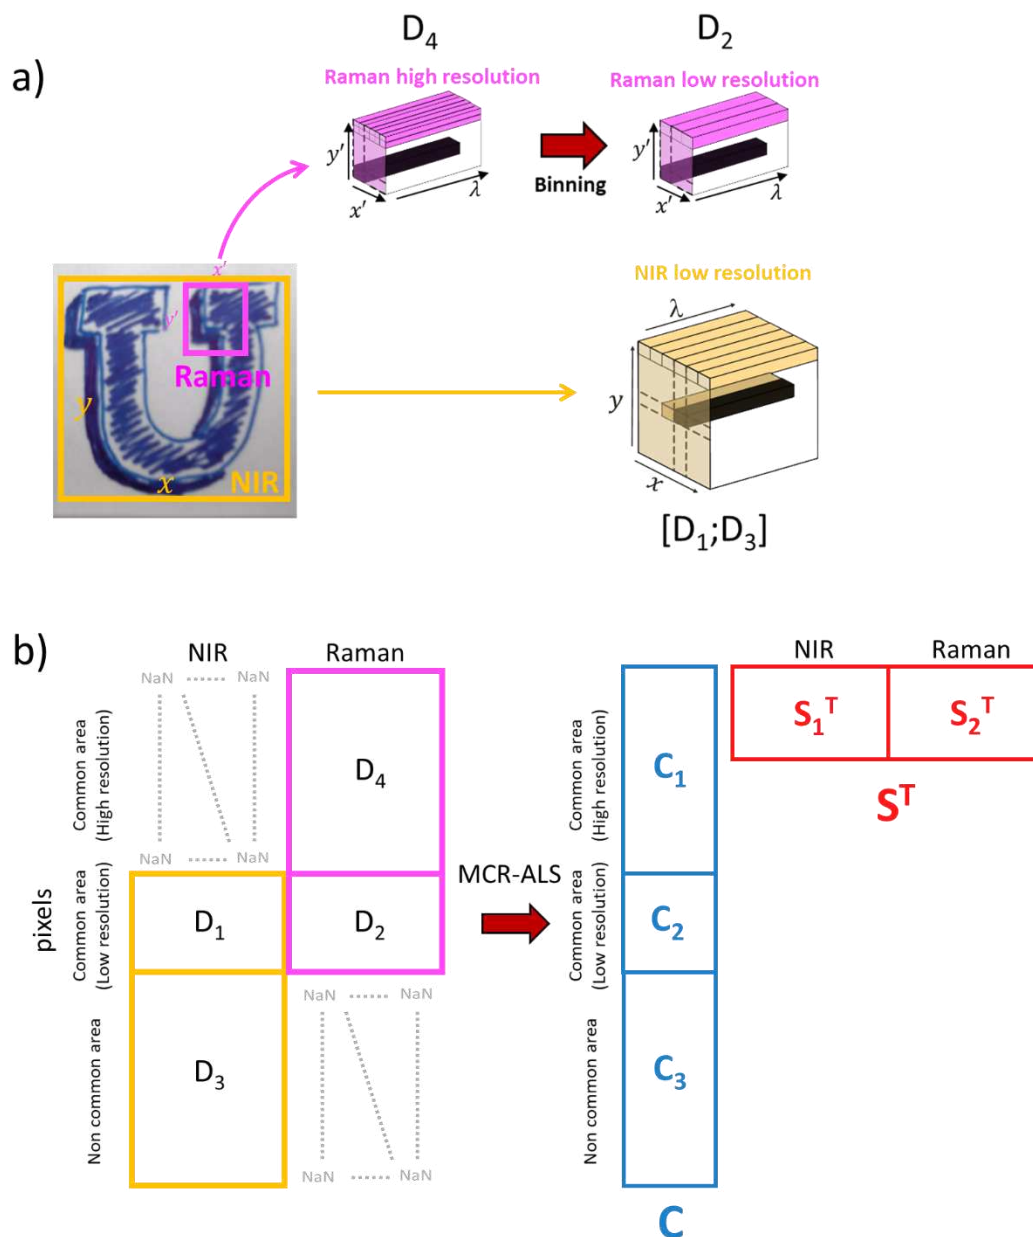 a)
D₄
D₂
Raman high resolution
Raman low resolution
y'
x'
λ
Binning
y'
x'
λ
x'
y'
Raman
y
x
NIR
NIR low resolution
λ
y
x
[D₁;D₃]
b)
NIR
Raman
NaN
NaN
NaN
NaN
D₄
D₁
D₂
D₃
NaN
NaN
NaN
NaN
pixels
Common area
(High resolution)
Common area
(Low resolution)
Non common area
MCR-ALS
Common area
(High resolution)
Common area
(Low resolution)
Non common area
C₁
C₂
C₃
C
NIR
Raman
S₁ᵀ
S₂ᵀ
Sᵀ